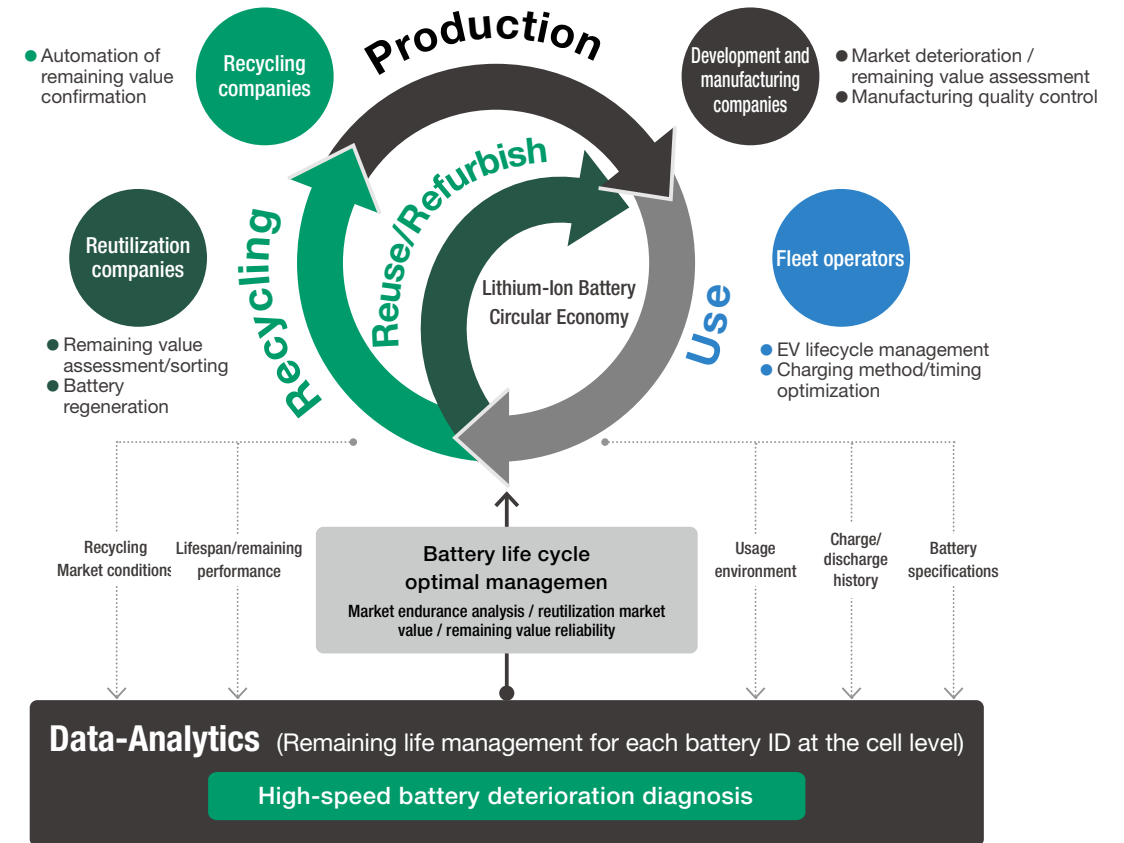 Production
Recycling
companies
Automation of
remaining value
confirmation
Development and
manufacturing
companies
Market deterioration /
remaining value assessment
Manufacturing quality control
Reuse/Refurbish
Recycling
Reutilization
companies
Remaining value
assessment/sorting
Battery
regeneration
Lithium-Ion Battery
Circular Economy
Use
Fleet operators
EV lifecycle management
Charging method/timing
optimization
Recycling
Market conditions
Lifespan/remaining
performance
Battery life cycle
optimal managemen
Market endurance analysis / reutilization market
value / remaining value reliability
Usage
environment
Charge/
discharge
history
Battery
specifications
Data-Analytics (Remaining life management for each battery ID at the cell level)
High-speed battery deterioration diagnosis